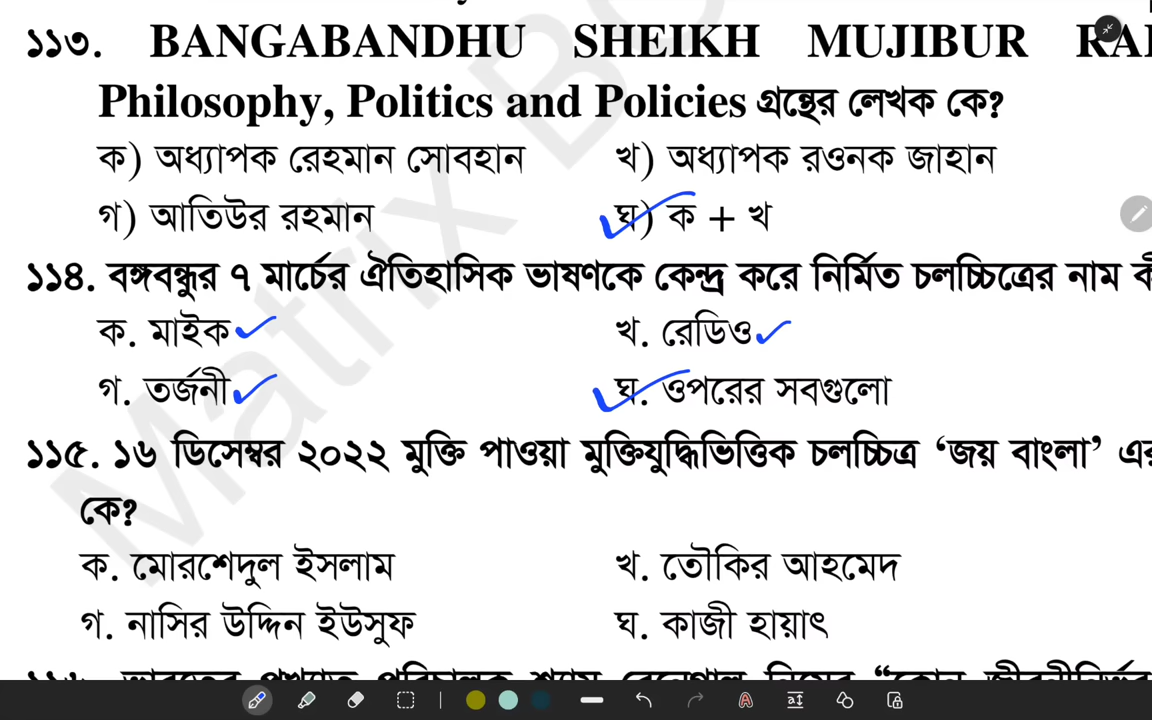 ১১৩. BANGABANDHU SHEIKH MUJIBUR
Philosophy, Politics and Policies গ্রন্থের লেখক কে?
ক) অধ্যাপক রেহমান সোবহান খ) অধ্যাপক রওনক জাহান
গ) আতিউর রহমান ঘ) ক + খ
১১৪. বঙ্গবন্ধুর ৭ মার্চের ঐতিহাসিক ভাষণকে কেন্দ্র করে নির্মিত চলচ্চিত্রের নাম
ক. মাইক খ. রেডিও
গ. তর্জনী ঘ. ওপরের সবগুলো
১১৫. ১৬ ডিসেম্বর ২০২২ মুক্তি পাওয়া মুক্তিযুদ্ধিভিত্তিক চলচ্চিত্র ‘জয় বাংলা’
কে?
ক. মোরশেদুল ইসলাম খ. তৌকির আহমেদ
গ. নাসির উদ্দিন ইউসুফ ঘ. কাজী হায়াৎ
Matrix